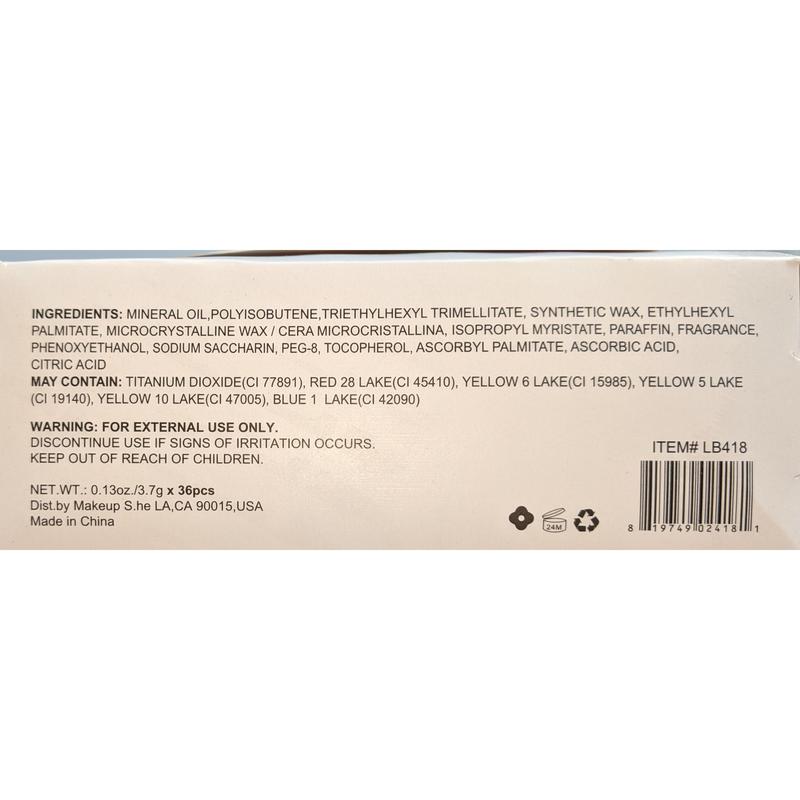 INGREDIENTS: MINERAL OIL,POLYISOBUTENE,TRIETHYLHEXYL TRIMELLITATE, SYNTHETIC WAX, ETHYLHEXYL
PALMITATE, MICROCRYSTALLINE WAX / CERA MICROCRISTALLINA, ISOPROPYL MYRISTATE, PARAFFIN, FRAGRANCE,
PHENOXYETHANOL, SODIUM SACCHARIN, PEG-8, TOCOPHEROL, ASCORBYL PALMITATE, ASCORBIC ACID,
CITRIC ACID
MAY CONTAIN: TITANIUM DIOXIDE(CI 77891), RED 28 LAKE(CI 45410), YELLOW 6 LAKE(CI 15985), YELLOW 5 LAKE
(CI 19140), YELLOW 10 LAKE(CI 47005), BLUE 1 LAKE(CI 42090)
WARNING: FOR EXTERNAL USE ONLY.
DISCONTINUE USE IF SIGNS OF IRRITATION OCCURS.
KEEP OUT OF REACH OF CHILDREN.
NET.WT.: 0.13oz./3.7g x 36pcs
Dist.by Makeup S.he LA,CA 90015,USA
Made in China
24M
ITEM# LB418
8 19749 02418 1